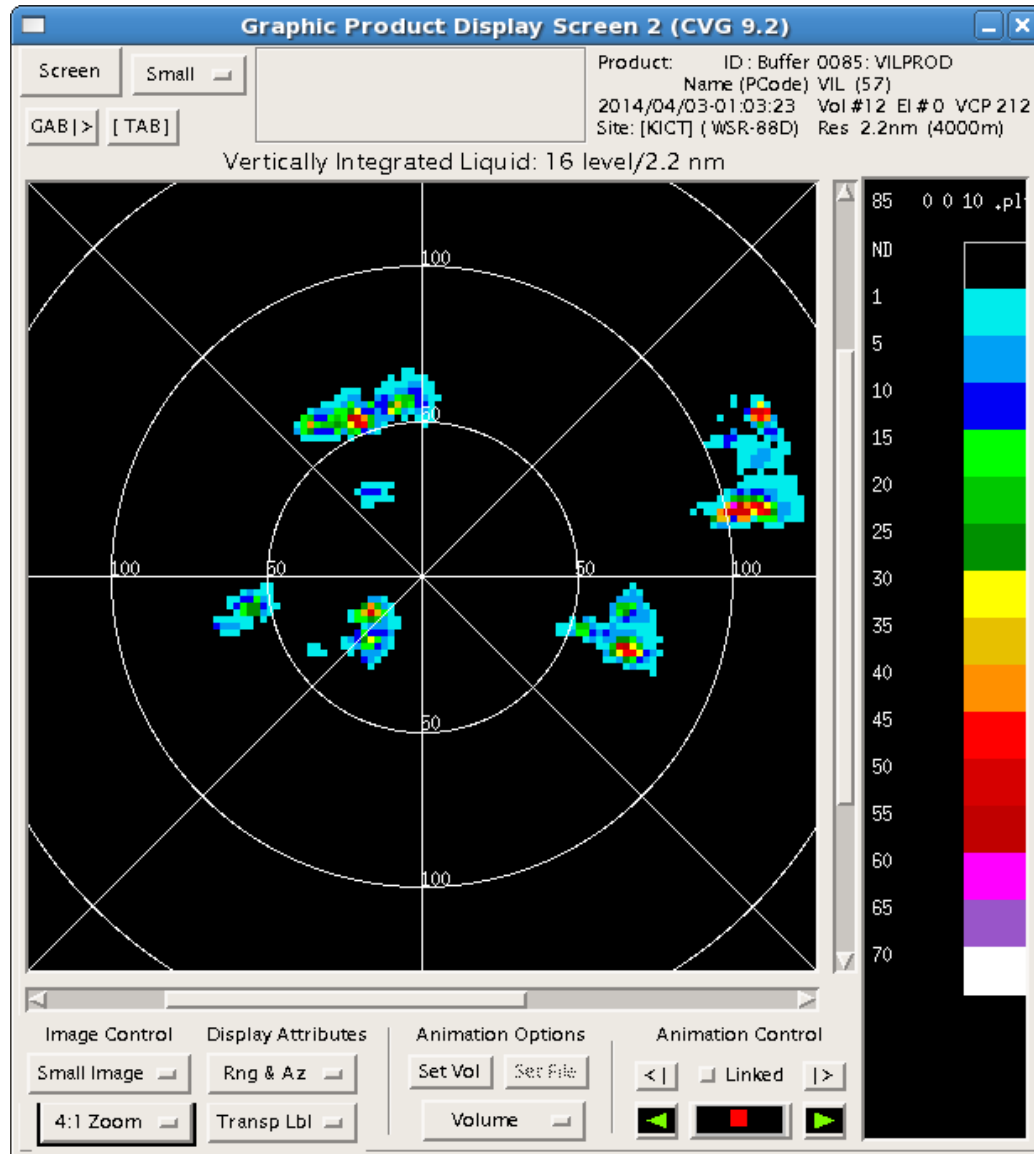 Graphic Product Display Screen 2 (CVG 9.2)
Screen
Small
GAB|>
[TAB]
Product: ID: Buffer 0085: VILPROD
Name (PCode) VIL (57)
2014/04/03-01:03:23 Vol #12 El #0 VCP 212
Site: [KICT] (WSR-88D) Res 2.2nm (4000m)
Vertically Integrated Liquid: 16 level/2.2 nm
100
50
100
50
50
100
50
100
85 0 0 10 .pl
ND
1
5
10
15
20
25
30
35
40
45
50
55
60
65
70
Image Control
Display Attributes
Animation Options
Animation Control
Small Image
Rng & Az
Set Vol
Set File
<|
Linked
|>
4:1 Zoom
Transp Lbl
Volume